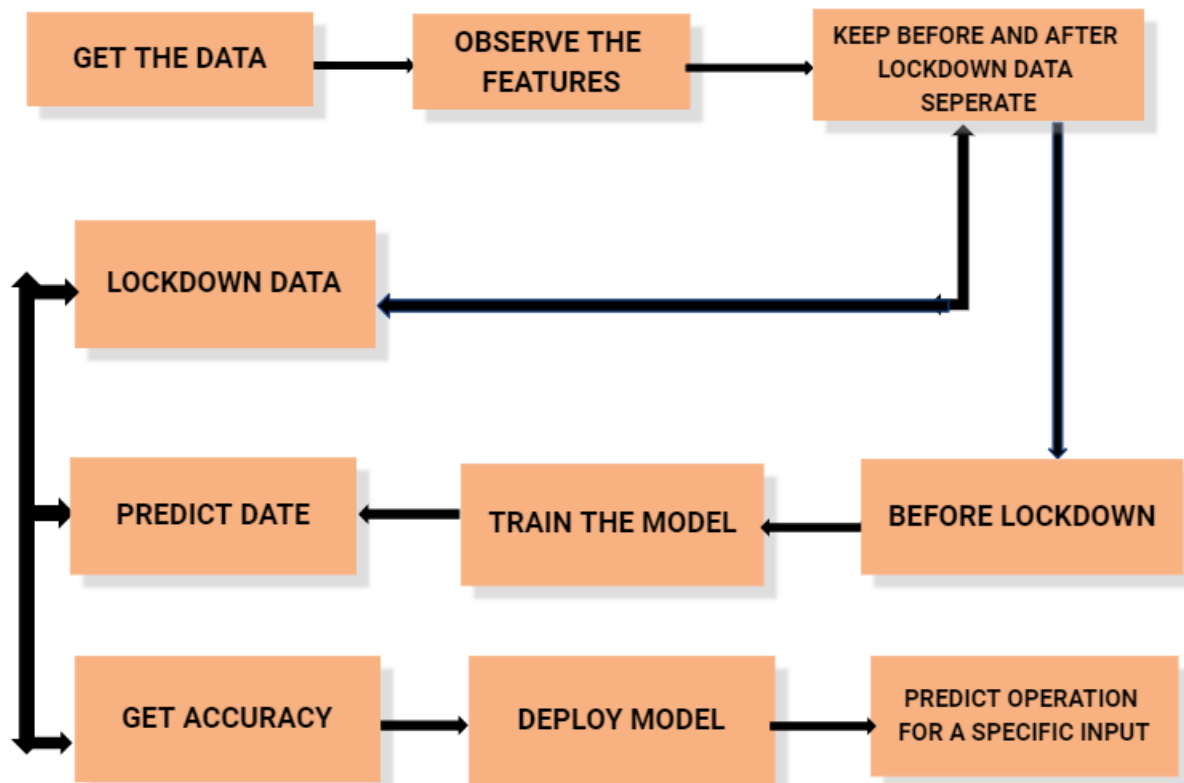 GET THE DATA
OBSERVE THE
FEATURES
KEEP BEFORE AND AFTER
LOCKDOWN DATA
SEPERATE
LOCKDOWN DATA
PREDICT DATE
TRAIN THE MODEL
BEFORE LOCKDOWN
GET ACCURACY
DEPLOY MODEL
PREDICT OPERATION
FOR A SPECIFIC INPUT